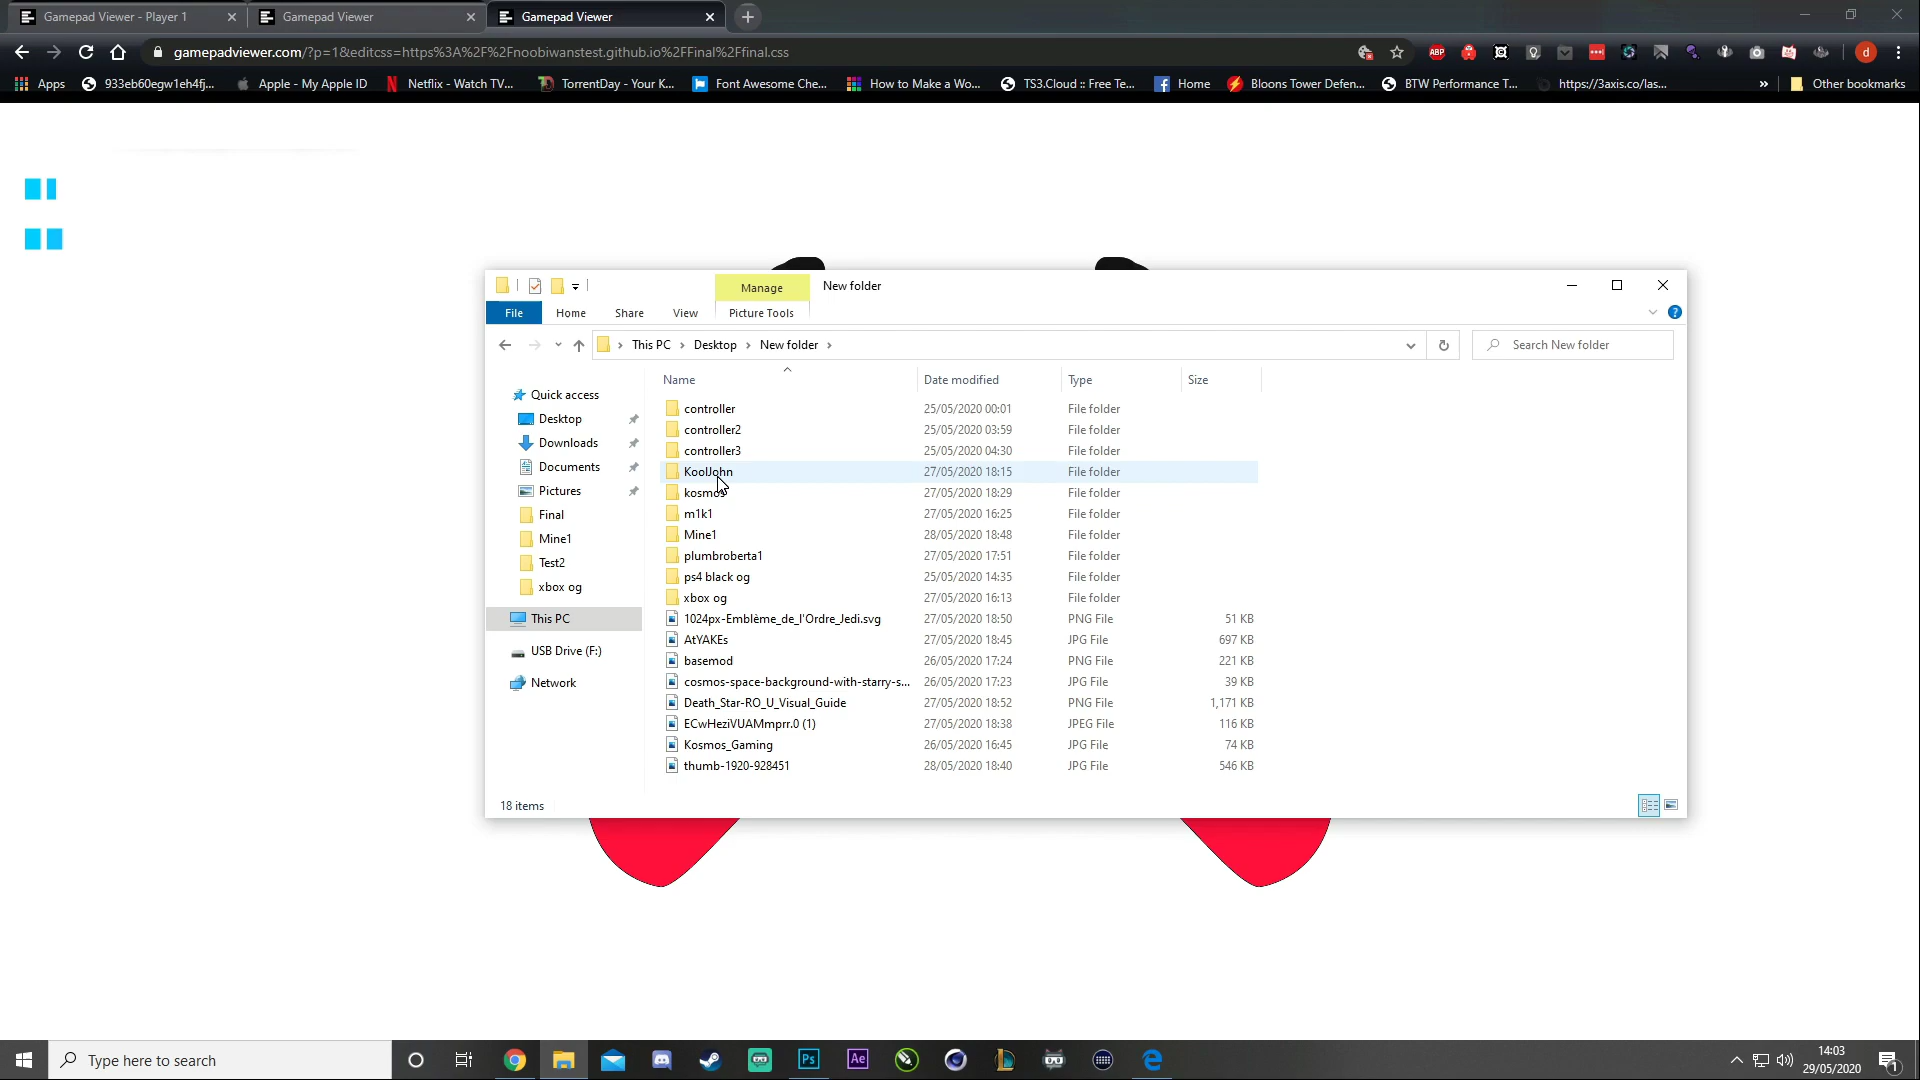 Gamepad Viewer - Player 1
Gamepad Viewer
Gamepad Viewer
gamepadviewer.com/?p=1&editcss=https%3A%2F%2Fnoobiwanstest.github.io%2FFinal%2Ffinal.css
ABP
d
Apps
933eb60egw1eh4fj...
Apple - My Apple ID
Netflix - Watch TV...
TorrentDay - Your K...
Font Awesome Che...
How to Make a Wo...
TS3.Cloud :: Free Te...
Home
Bloons Tower Defen...
BTW Performance T...
https://3axis.co/las...
»
Other bookmarks
Manage
New folder
File
Home
Share
View
Picture Tools
This PC
Desktop
New folder
Search New folder
Name
Date modified
Type
Size
Quick access
Desktop
Downloads
Documents
Pictures
Final
Mine1
Test2
xbox og
This PC
USB Drive (F:)
Network
controller 25/05/2020 00:01 File folder
controller2 25/05/2020 03:59 File folder
controller3 25/05/2020 04:30 File folder
KoolJohn 27/05/2020 18:15 File folder
kosmos 27/05/2020 18:29 File folder
m1k1 27/05/2020 16:25 File folder
Mine1 28/05/2020 18:48 File folder
plumbroberta1 27/05/2020 17:51 File folder
ps4 black og 25/05/2020 14:35 File folder
xbox og 27/05/2020 16:13 File folder
1024px-Emblème_de_l'Ordre_Jedi.svg 27/05/2020 18:50 PNG File 51 KB
AtYAKEs 27/05/2020 18:45 JPG File 697 KB
basemod 26/05/2020 17:24 PNG File 221 KB
cosmos-space-background-with-starry-s... 26/05/2020 17:23 JPG File 39 KB
Death_Star-RO_U_Visual_Guide 27/05/2020 18:52 PNG File 1,171 KB
ECwHeziVUAMmprr.0 (1) 27/05/2020 18:38 JPEG File 116 KB
Kosmos_Gaming 26/05/2020 16:45 JPG File 74 KB
thumb-1920-928451 28/05/2020 18:40 JPG File 546 KB
18 items
Type here to search
Ps
Ae
14:03
29/05/2020
1